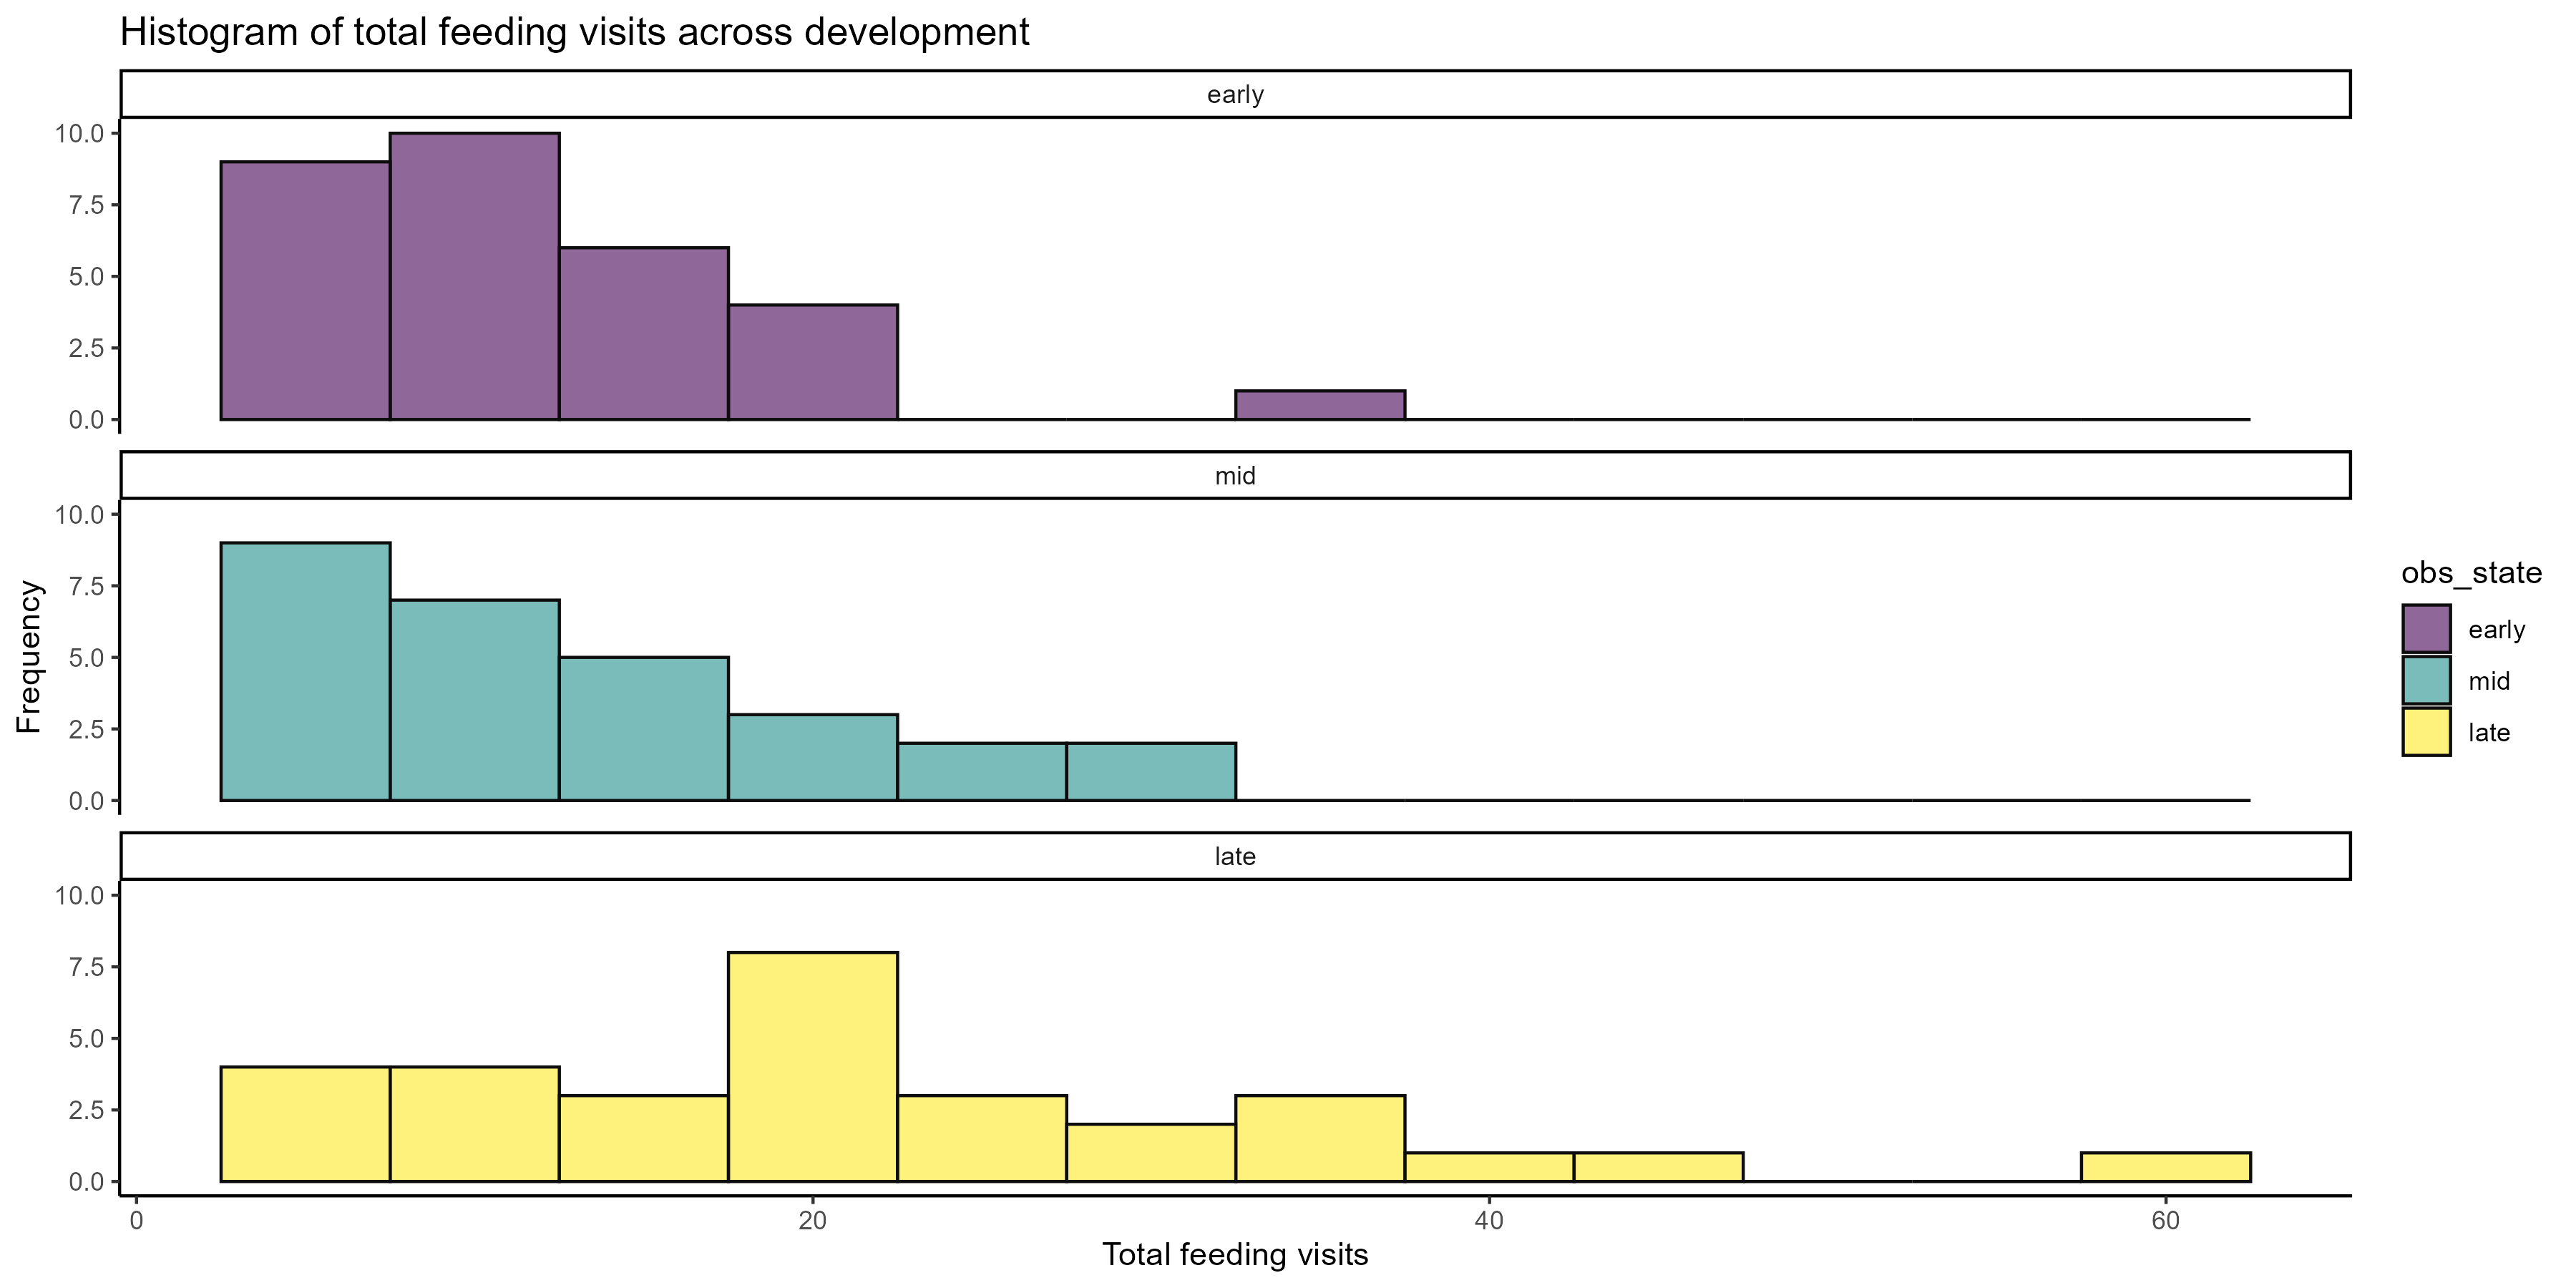 Histogram of total feeding visits across development
early
10.0
7.5
5.0
2.5
0.0
mid
10.0
7.5
5.0
2.5
0.0
late
10.0
7.5
5.0
2.5
0.0
0 20 40 60
Total feeding visits
Frequency
obs_state
early
mid
late